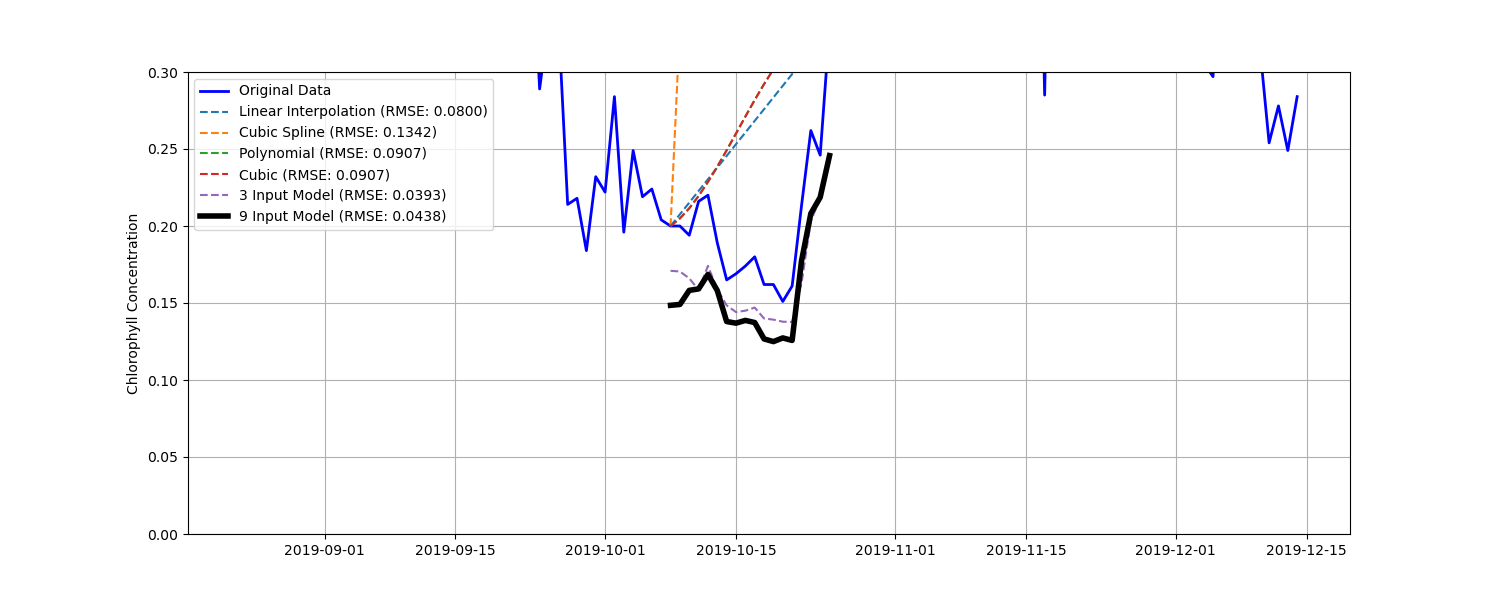 0.30
0.25
0.20
0.15
0.10
0.05
0.00
Chlorophyll Concentration
Original Data
Linear Interpolation (RMSE: 0.0800)
Cubic Spline (RMSE: 0.1342)
Polynomial (RMSE: 0.0907)
Cubic (RMSE: 0.0907)
3 Input Model (RMSE: 0.0393)
9 Input Model (RMSE: 0.0438)
2019-09-01 2019-09-15 2019-10-01 2019-10-15 2019-11-01 2019-11-15 2019-12-01 2019-12-15